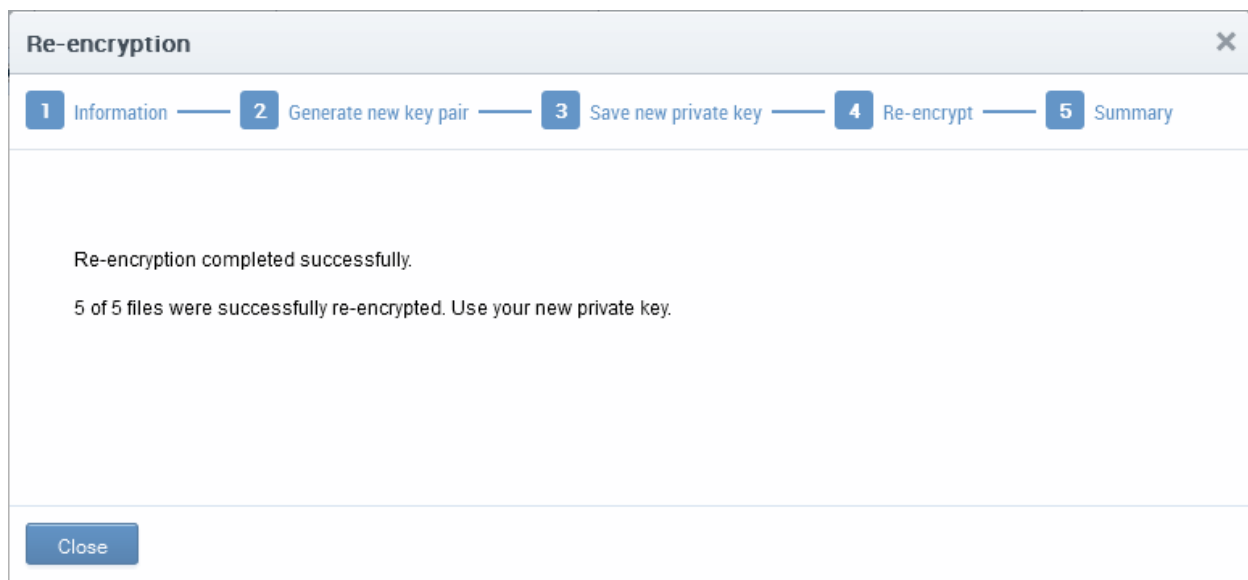 Re-encryption
1 Information 2 Generate new key pair 3 Save new private key 4 Re-encrypt 5 Summary
Re-encryption completed successfully.
5 of 5 files were successfully re-encrypted. Use your new private key.
Close